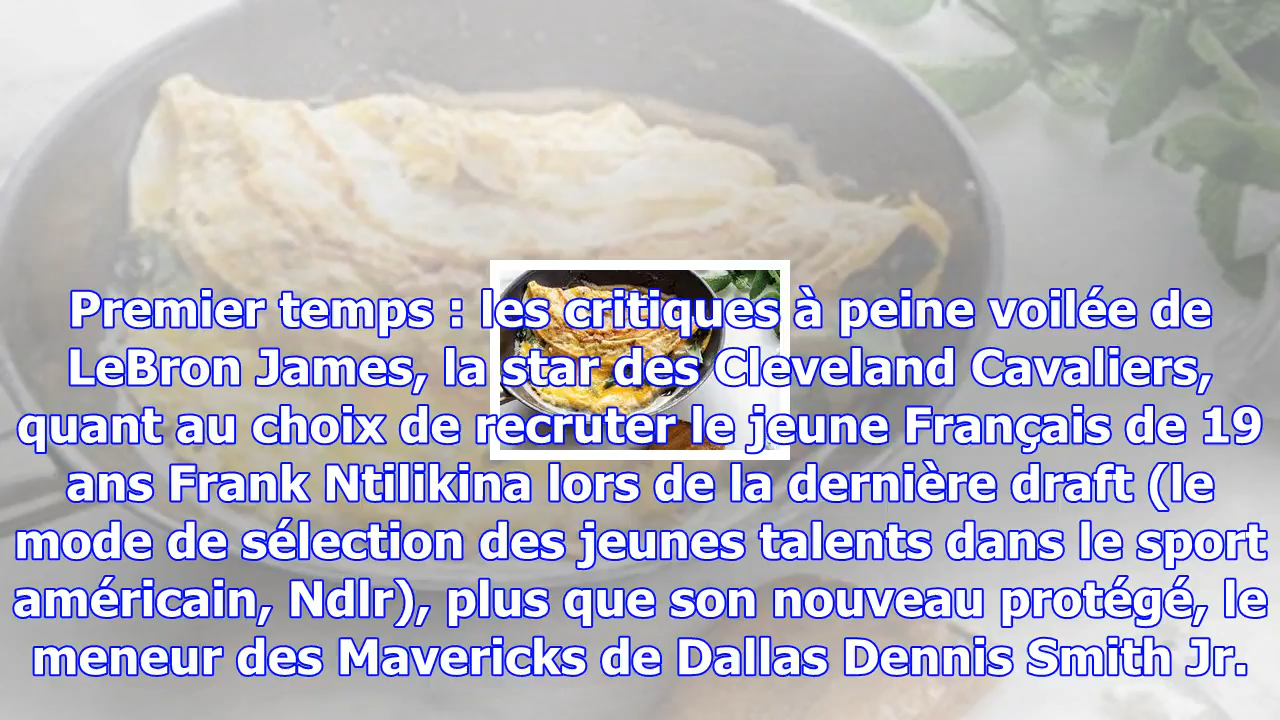 Premier temps : les critiques à peine voilée de
LeBron James, la star des Cleveland Cavaliers,
quant au choix de recruter le jeune Français de 19
ans Frank Ntilikina lors de la dernière draft (le
mode de sélection des jeunes talents dans le sport
américain, Ndlr), plus que son nouveau protégé, le
meneur des Mavericks de Dallas Dennis Smith Jr.